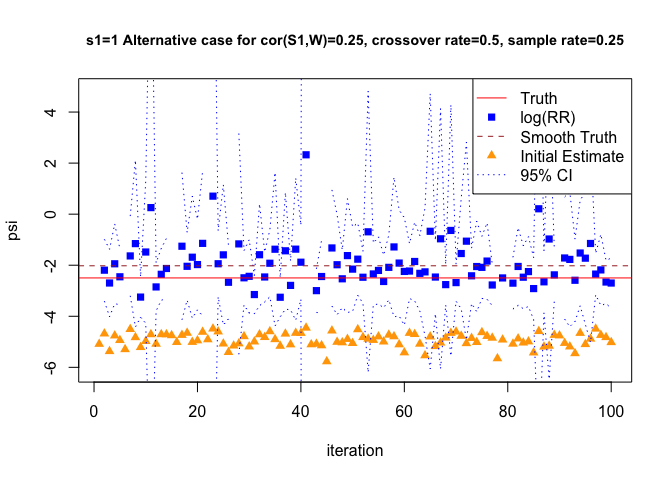 s1=1 Alternative case for cor(S1,W)=0.25, crossover rate=0.5, sample rate=0.25
Truth
log(RR)
Smooth Truth
Initial Estimate
95% CI
psi
4
2
0
-2
-4
-6
0 20 40 60 80 100
iteration